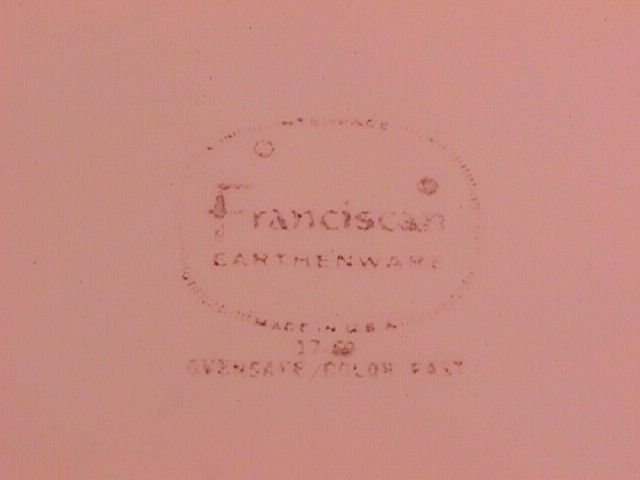 Franciscan
EARTHENWARE
MADE IN U.S.A
OVENSAFE/COLOR FAST